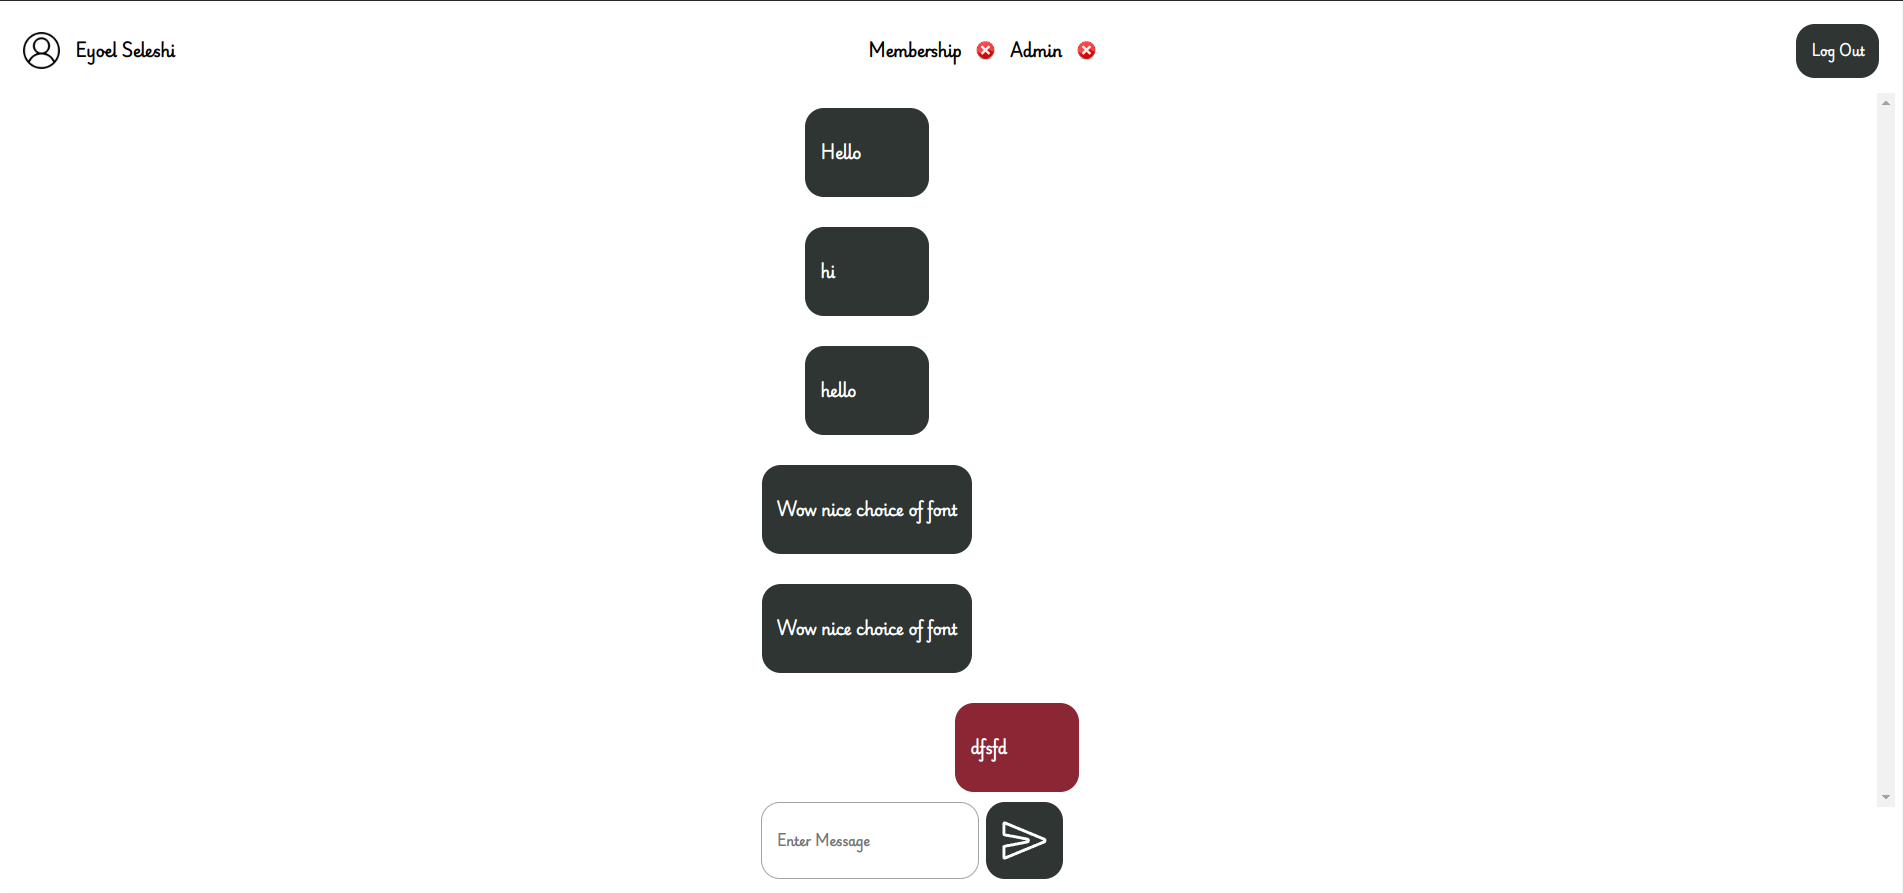 Eyoel Seleshi
Membership Admin
Log Out
Hello
hi
hello
Wow nice choice of font
Wow nice choice of font
dfsfd
Enter Message